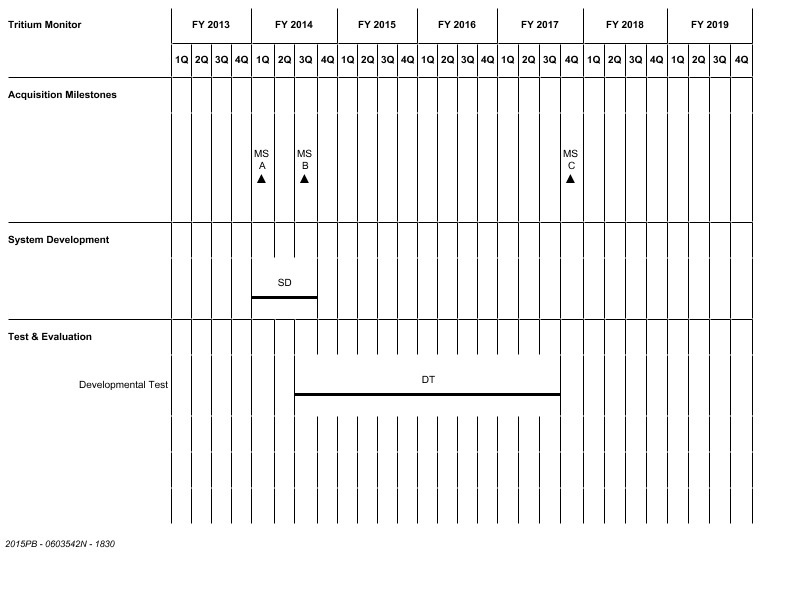 Tritium Monitor FY 2013 FY 2014 FY 2015 FY 2016 FY 2017 FY 2018 FY 2019
1Q 2Q 3Q 4Q 1Q 2Q 3Q 4Q 1Q 2Q 3Q 4Q 1Q 2Q 3Q 4Q 1Q 2Q 3Q 4Q 1Q 2Q 3Q 4Q 1Q 2Q 3Q 4Q
Acquisition Milestones
MS MS MS
A B C
System Development
SD
Test & Evaluation
DT
Developmental Test
2015PB - 0603542N - 1830